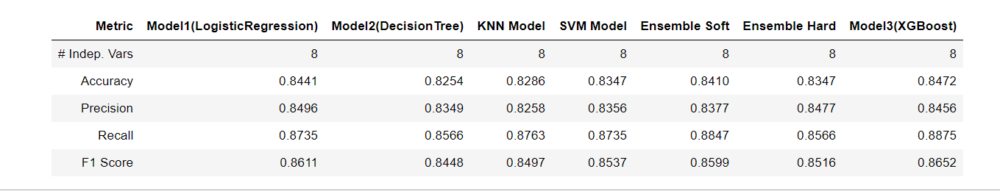 Metric Model1(LogisticRegression) Model2(DecisionTree) KNN Model SVM Model Ensemble Soft Ensemble Hard Model3(XGBoost)
# Indep. Vars 8 8 8 8 8 8 8
Accuracy 0.8441 0.8254 0.8286 0.8347 0.8410 0.8347 0.8472
Precision 0.8496 0.8349 0.8258 0.8356 0.8377 0.8477 0.8456
Recall 0.8735 0.8566 0.8763 0.8735 0.8847 0.8566 0.8875
F1 Score 0.8611 0.8448 0.8497 0.8537 0.8599 0.8516 0.8652